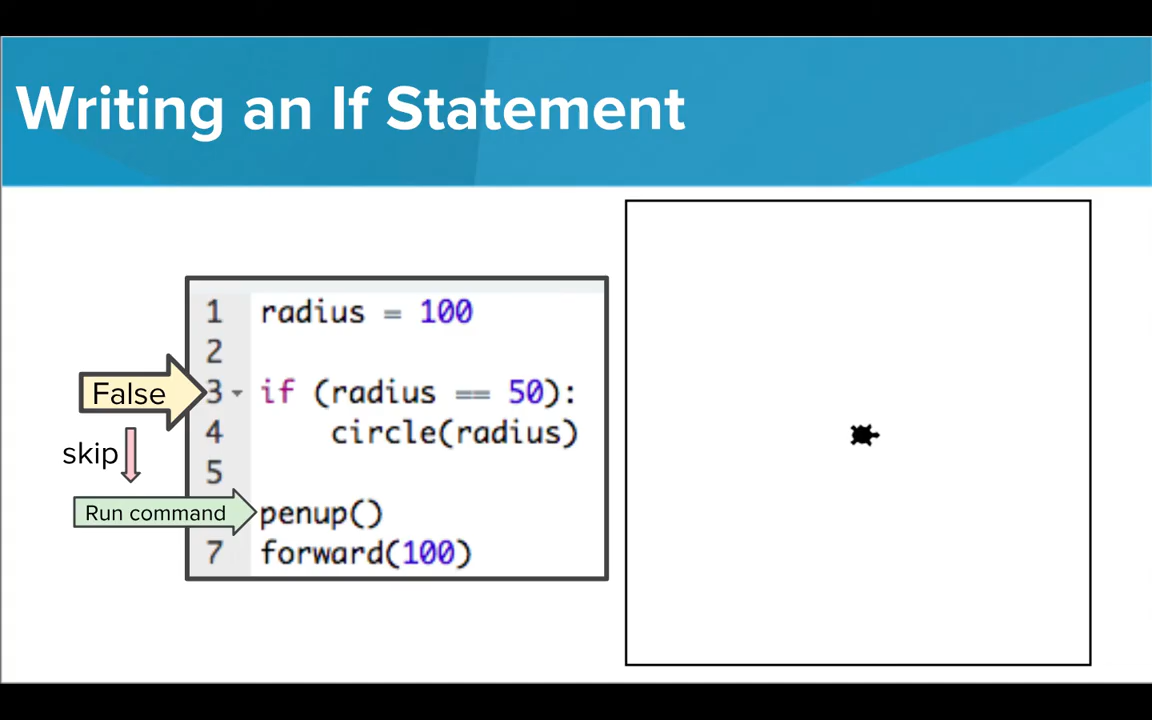 Writing an If Statement
1 radius = 100
2
False
3 if (radius == 50):
4 circle(radius)
skip
5
Run command
penup()
7 forward(100)